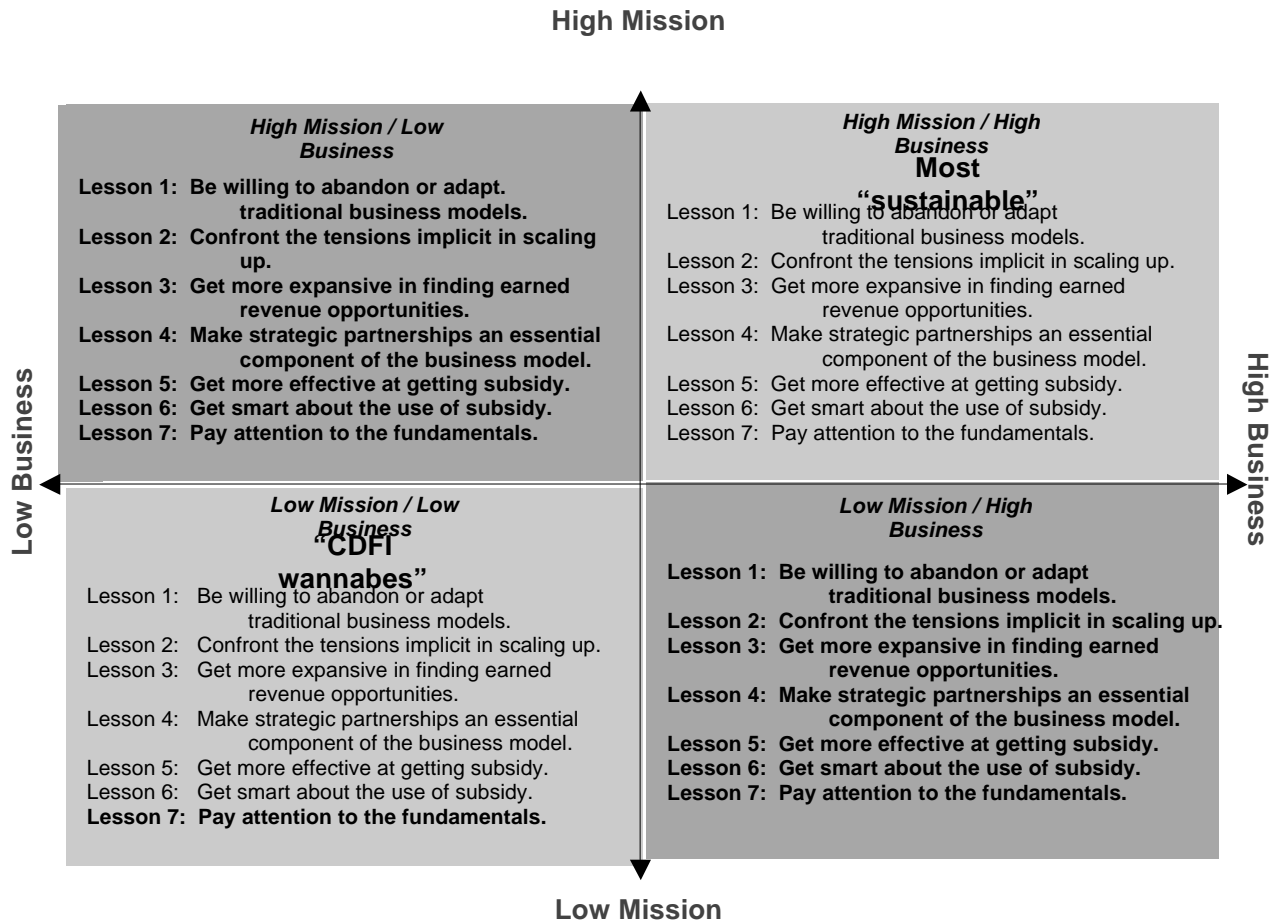 High Mission
High Mission / Low
Business
Lesson 1: Be willing to abandon or adapt.
traditional business models.
Lesson 2: Confront the tensions implicit in scaling
up.
Lesson 3: Get more expansive in finding earned
revenue opportunities.
Lesson 4: Make strategic partnerships an essential
component of the business model.
Lesson 5: Get more effective at getting subsidy.
Lesson 6: Get smart about the use of subsidy.
Lesson 7: Pay attention to the fundamentals.
High Mission / High
Business
Most
“sustainable”
Lesson 1: Be willing to abandon or adapt
traditional business models.
Lesson 2: Confront the tensions implicit in scaling up.
Lesson 3: Get more expansive in finding earned
revenue opportunities.
Lesson 4: Make strategic partnerships an essential
component of the business model.
Lesson 5: Get more effective at getting subsidy.
Lesson 6: Get smart about the use of subsidy.
Lesson 7: Pay attention to the fundamentals.
Low Business
High Business
Low Mission / Low
Business
“CDFI
wannabes”
Lesson 1: Be willing to abandon or adapt
traditional business models.
Lesson 2: Confront the tensions implicit in scaling up.
Lesson 3: Get more expansive in finding earned
revenue opportunities.
Lesson 4: Make strategic partnerships an essential
component of the business model.
Lesson 5: Get more effective at getting subsidy.
Lesson 6: Get smart about the use of subsidy.
Lesson 7: Pay attention to the fundamentals.
Low Mission / High
Business
Lesson 1: Be willing to abandon or adapt
traditional business models.
Lesson 2: Confront the tensions implicit in scaling up.
Lesson 3: Get more expansive in finding earned
revenue opportunities.
Lesson 4: Make strategic partnerships an essential
component of the business model.
Lesson 5: Get more effective at getting subsidy.
Lesson 6: Get smart about the use of subsidy.
Lesson 7: Pay attention to the fundamentals.
Low Mission